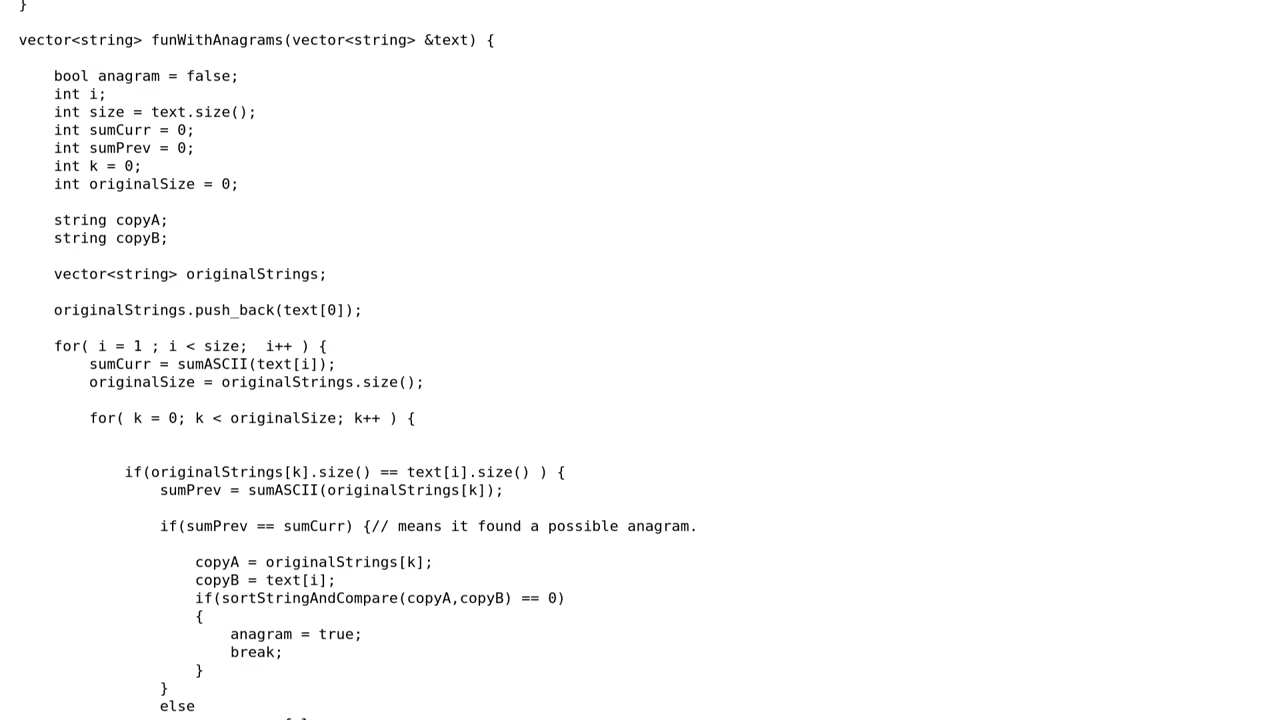 }
vector<string> funWithAnagrams(vector<string> &text) {
bool anagram = false;
int i;
int size = text.size();
int sumCurr = 0;
int sumPrev = 0;
int k = 0;
int originalSize = 0;
string copyA;
string copyB;
vector<string> originalStrings;
originalStrings.push_back(text[0]);
for( i = 1 ; i < size;  i++ ) {
sumCurr = sumASCII(text[i]);
originalSize = originalStrings.size();
for( k = 0; k < originalSize; k++ ) {
if(originalStrings[k].size() == text[i].size() ) {
sumPrev = sumASCII(originalStrings[k]);
if(sumPrev == sumCurr) {// means it found a possible anagram.
copyA = originalStrings[k];
copyB = text[i];
if(sortStringAndCompare(copyA,copyB) == 0)
{
anagram = true;
break;
}
}
else